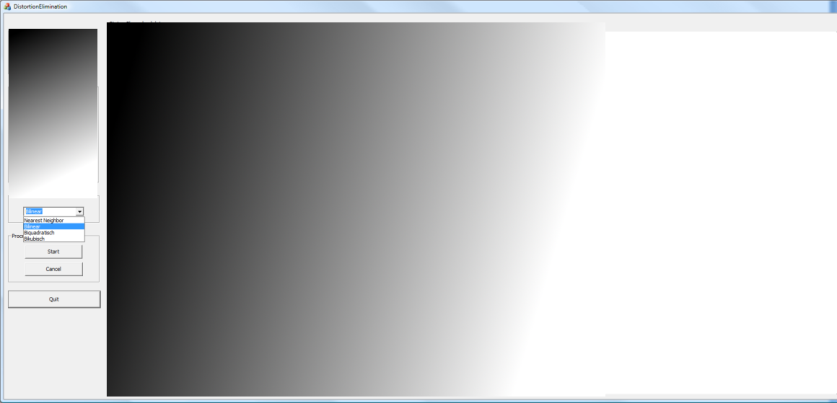 DistortionElimination
Bilinear
Nearest Neighbor
Bilinear
Biquadratisch
Bikubisch
Start
Cancel
Quit